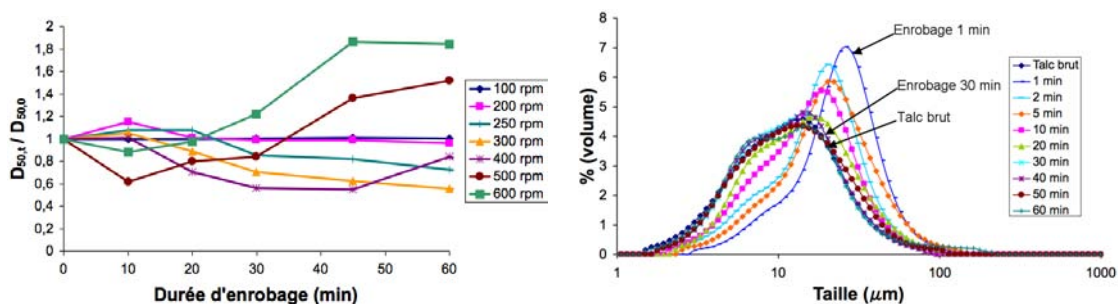 D50,t / D50,0
2
1,8
1,6
1,4
1,2
1
0,8
0,6
0,4
0,2
0
0
10
20
30
40
50
60
Durée d'enrobage (min)
100 rpm
200 rpm
250 rpm
300 rpm
400 rpm
500 rpm
600 rpm
% (volume)
8
7
6
5
4
3
2
1
0
1
10
100
1000
Taille (μm)
Enrobage 1 min
Enrobage 30 min
Talc brut
Talc brut
1 min
2 min
5 min
10 min
20 min
30 min
40 min
50 min
60 min